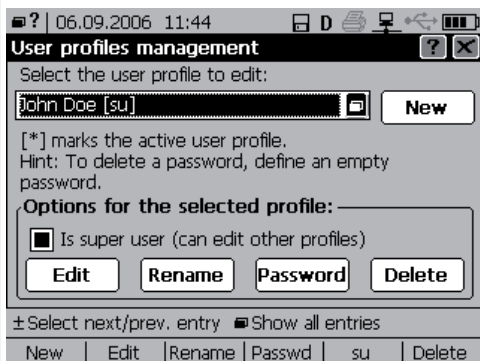 ? 06.09.2006 11:44 D
User profiles management ? X
Select the user profile to edit:
John Doe [su] New
[*] marks the active user profile.
Hint: To delete a password, define an empty
password.
Options for the selected profile:
Is super user (can edit other profiles)
Edit Rename Password Delete
± Select next/prev. entry Show all entries
New Edit Rename Passwd su Delete